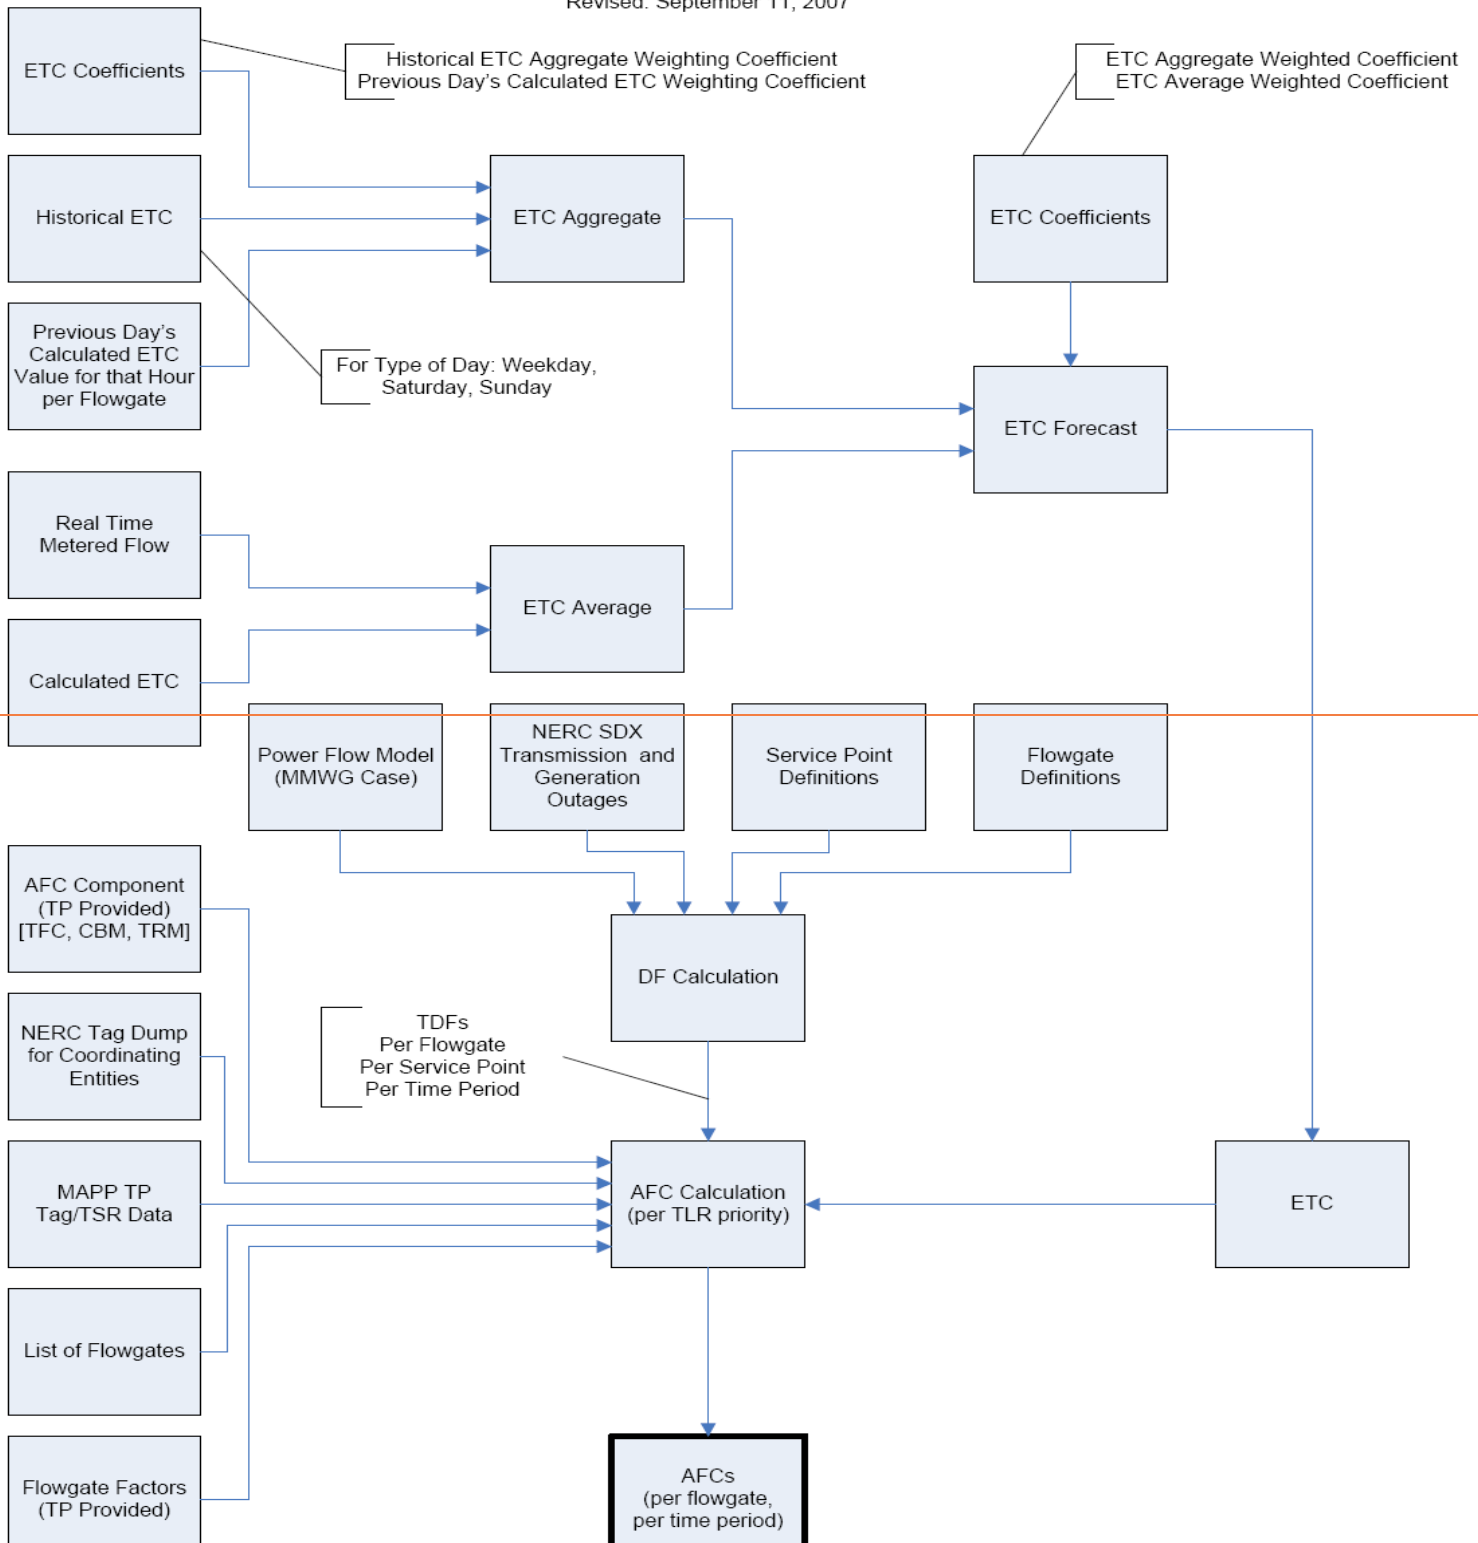 Revised: September 11, 2007
ETC Coefficients
Historical ETC Aggregate Weighting Coefficient
Previous Day's Calculated ETC Weighting Coefficient
ETC Aggregate Weighted Coefficient
ETC Average Weighted Coefficient
Historical ETC
ETC Aggregate
ETC Coefficients
Previous Day's
Calculated ETC
Value for that Hour
per Flowgate
For Type of Day: Weekday,
Saturday, Sunday
ETC Forecast
Real Time
Metered Flow
ETC Average
Calculated ETC
Power Flow Model
(MMWG Case)
NERC SDX
Transmission and
Generation
Outages
Service Point
Definitions
Flowgate
Definitions
AFC Component
(TP Provided)
[TFC, CBM, TRM]
DF Calculation
NERC Tag Dump
for Coordinating
Entities
TDFs
Per Flowgate
Per Service Point
Per Time Period
MAPP TP
Tag/TSR Data
AFC Calculation
(per TLR priority)
ETC
List of Flowgates
Flowgate Factors
(TP Provided)
AFCs
(per flowgate,
per time period)